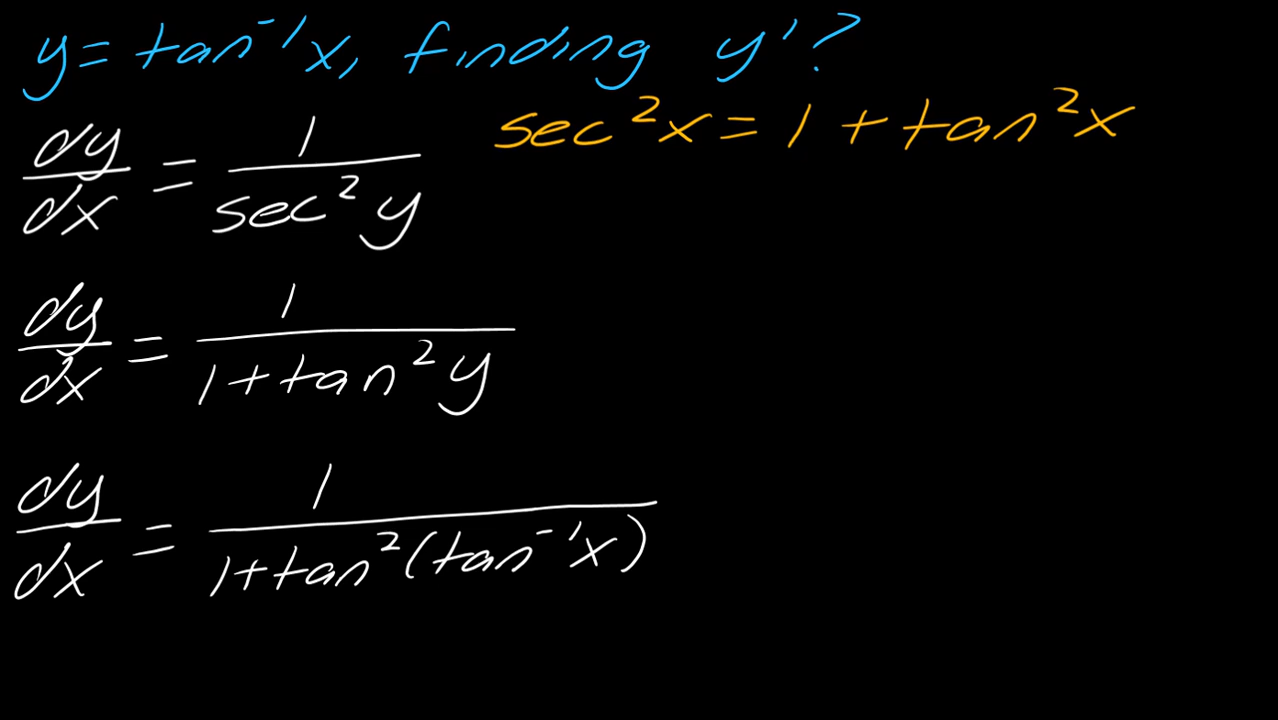 y = tan⁻¹x, finding y'?
sec²x = 1 + tan²x
dy/dx = 1/sec²y
dy/dx = 1/(1+tan²y)
dy/dx = 1/(1+tan²(tan⁻¹x))